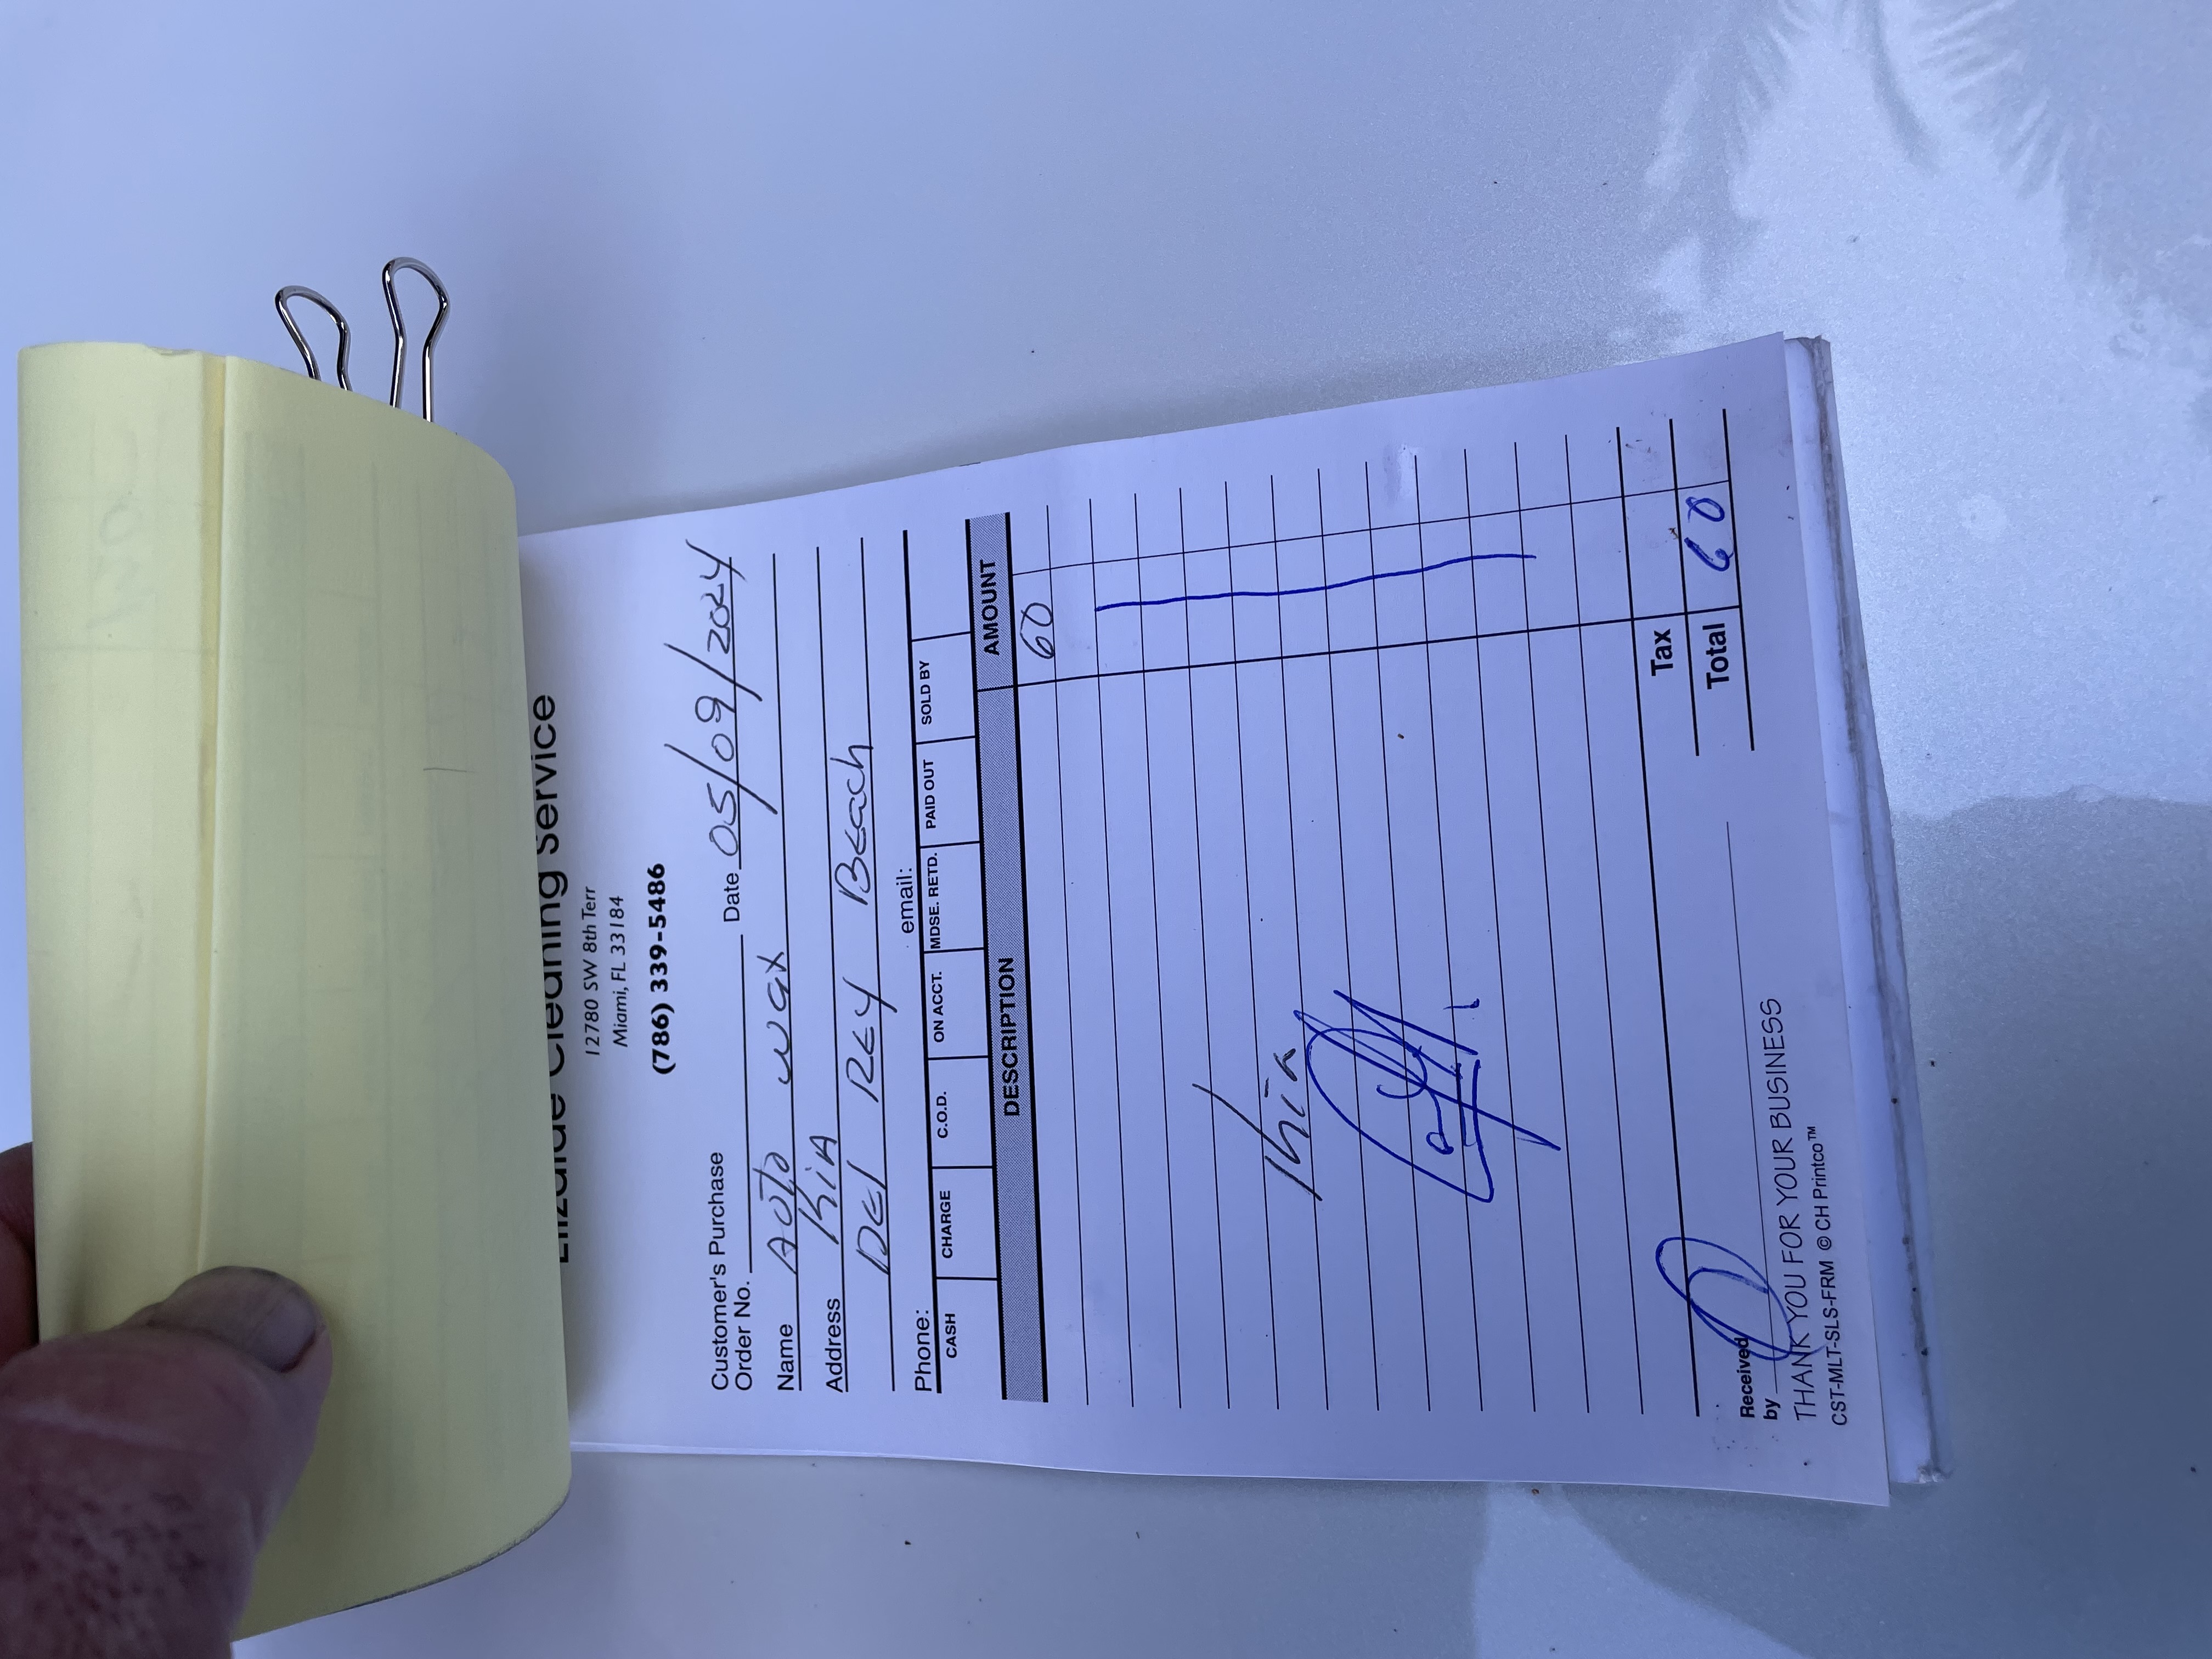 Elizalde Cleaning Service
12780 SW 8th Terr
Miami, FL 33184
(786) 339-5486
Customer's Purchase
Order No. Date 05/09/2024
Name Auto wax
Address KiA
DEl REY BEach
Phone: email:
CASH CHARGE C.O.D. ON ACCT. MDSE. RETD. PAID OUT SOLD BY
DESCRIPTION AMOUNT
60
Khia
Tax
Total 60
Received
by
THANK YOU FOR YOUR BUSINESS
CST-MLT-SLS-FRM © CH Printco™